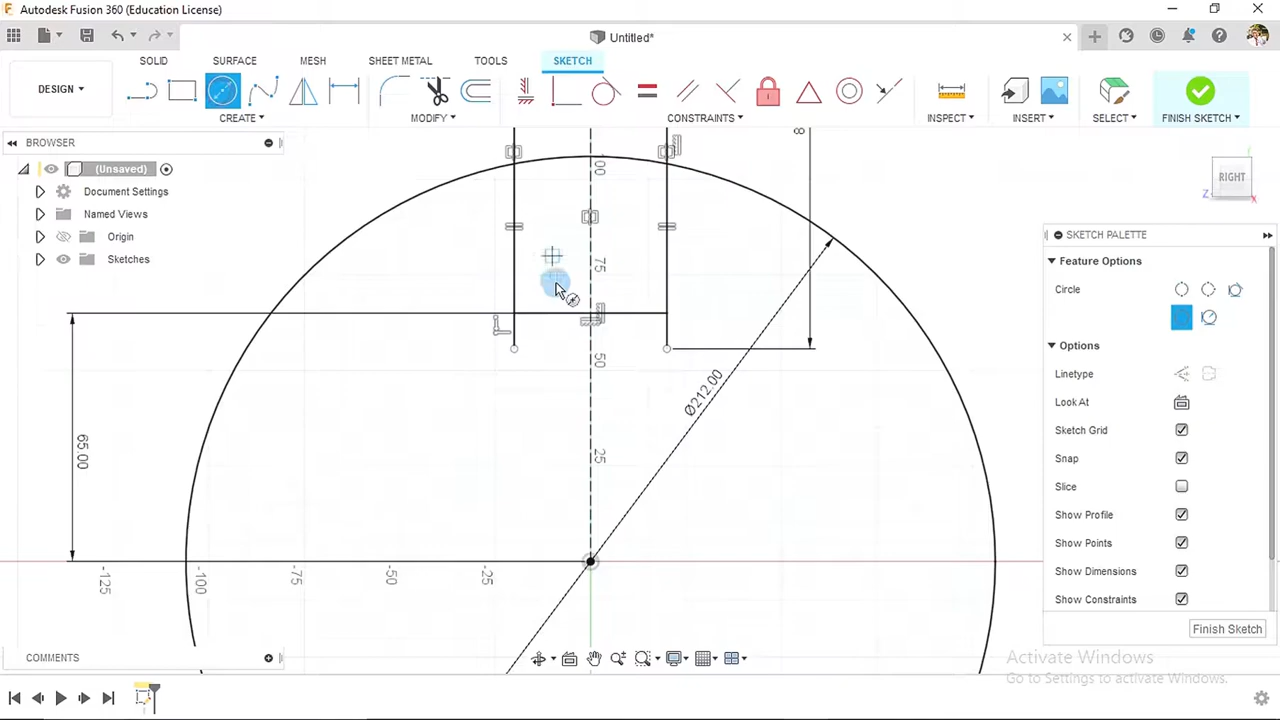 Autodesk Fusion 360 (Education License)
Untitled*
SOLID SURFACE MESH SHEET METAL SKETCH TOOLS
DESIGN
CREATE MODIFY CONSTRAINTS INSPECT INSERT SELECT FINISH SKETCH
BROWSER
(Unsaved)
Document Settings
Named Views
Origin
Sketches
RIGHT
Z
X
Y
SKETCH PALETTE
Feature Options
Circle
Options
Linetype
Look At
Sketch Grid
Snap
Slice
Show Profile
Show Points
Show Dimensions
Show Constraints
Finish Sketch
100
75
50
25
8
65.00
Ø212.00
-125
-100
-75
-50
-25
COMMENTS
Activate Windows
Go to Settings to activate Windows.